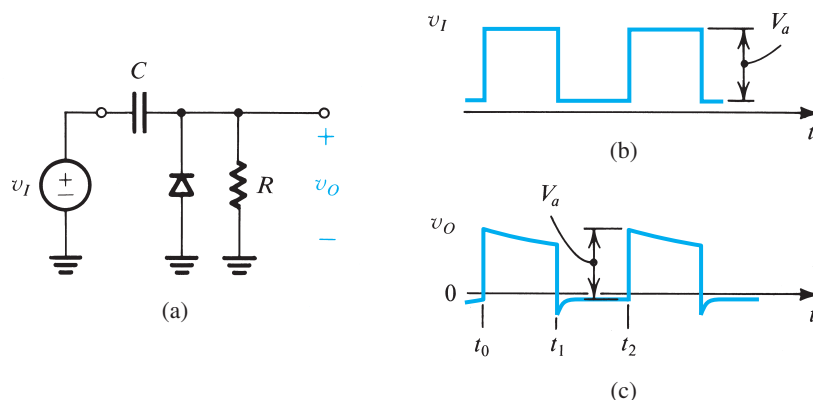 C
v_I
+
−
R
+
v_O
−
(a)
v_I
V_a
t
(b)
v_O
V_a
0
t
t_0
t_1
t_2
(c)